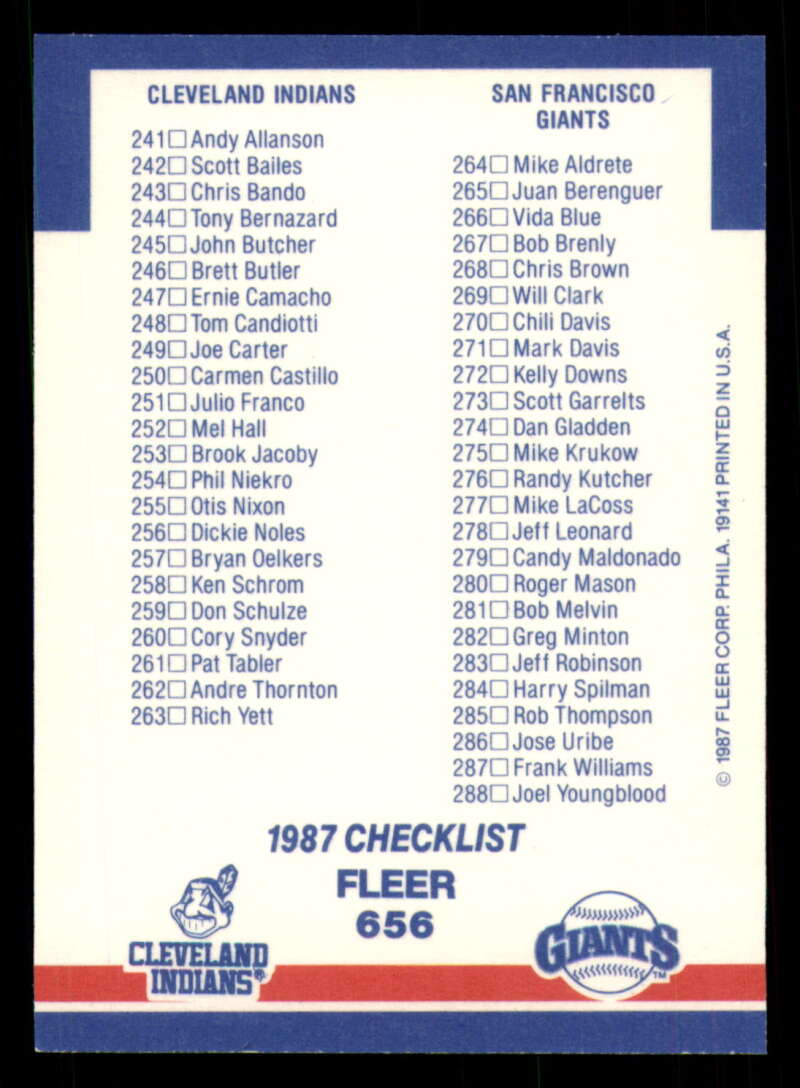 CLEVELAND INDIANS
241☐Andy Allanson
242☐Scott Bailes
243☐Chris Bando
244☐Tony Bernazard
245☐John Butcher
246☐Brett Butler
247☐Ernie Camacho
248☐Tom Candiotti
249☐Joe Carter
250☐Carmen Castillo
251☐Julio Franco
252☐Mel Hall
253☐Brook Jacoby
254☐Phil Niekro
255☐Otis Nixon
256☐Dickie Noles
257☐Bryan Oelkers
258☐Ken Schrom
259☐Don Schulze
260☐Cory Snyder
261☐Pat Tabler
262☐Andre Thornton
263☐Rich Yett
SAN FRANCISCO
GIANTS
264☐Mike Aldrete
265☐Juan Berenguer
266☐Vida Blue
267☐Bob Brenly
268☐Chris Brown
269☐Will Clark
270☐Chili Davis
271☐Mark Davis
272☐Kelly Downs
273☐Scott Garrelts
274☐Dan Gladden
275☐Mike Krukow
276☐Randy Kutcher
277☐Mike LaCoss
278☐Jeff Leonard
279☐Candy Maldonado
280☐Roger Mason
281☐Bob Melvin
282☐Greg Minton
283☐Jeff Robinson
284☐Harry Spilman
285☐Rob Thompson
286☐Jose Uribe
287☐Frank Williams
288☐Joel Youngblood
© 1987 FLEER CORP. PHILA. 19141 PRINTED IN U.S.A.
1987 CHECKLIST
FLEER
656
CLEVELAND
INDIANS®
GIANTS™